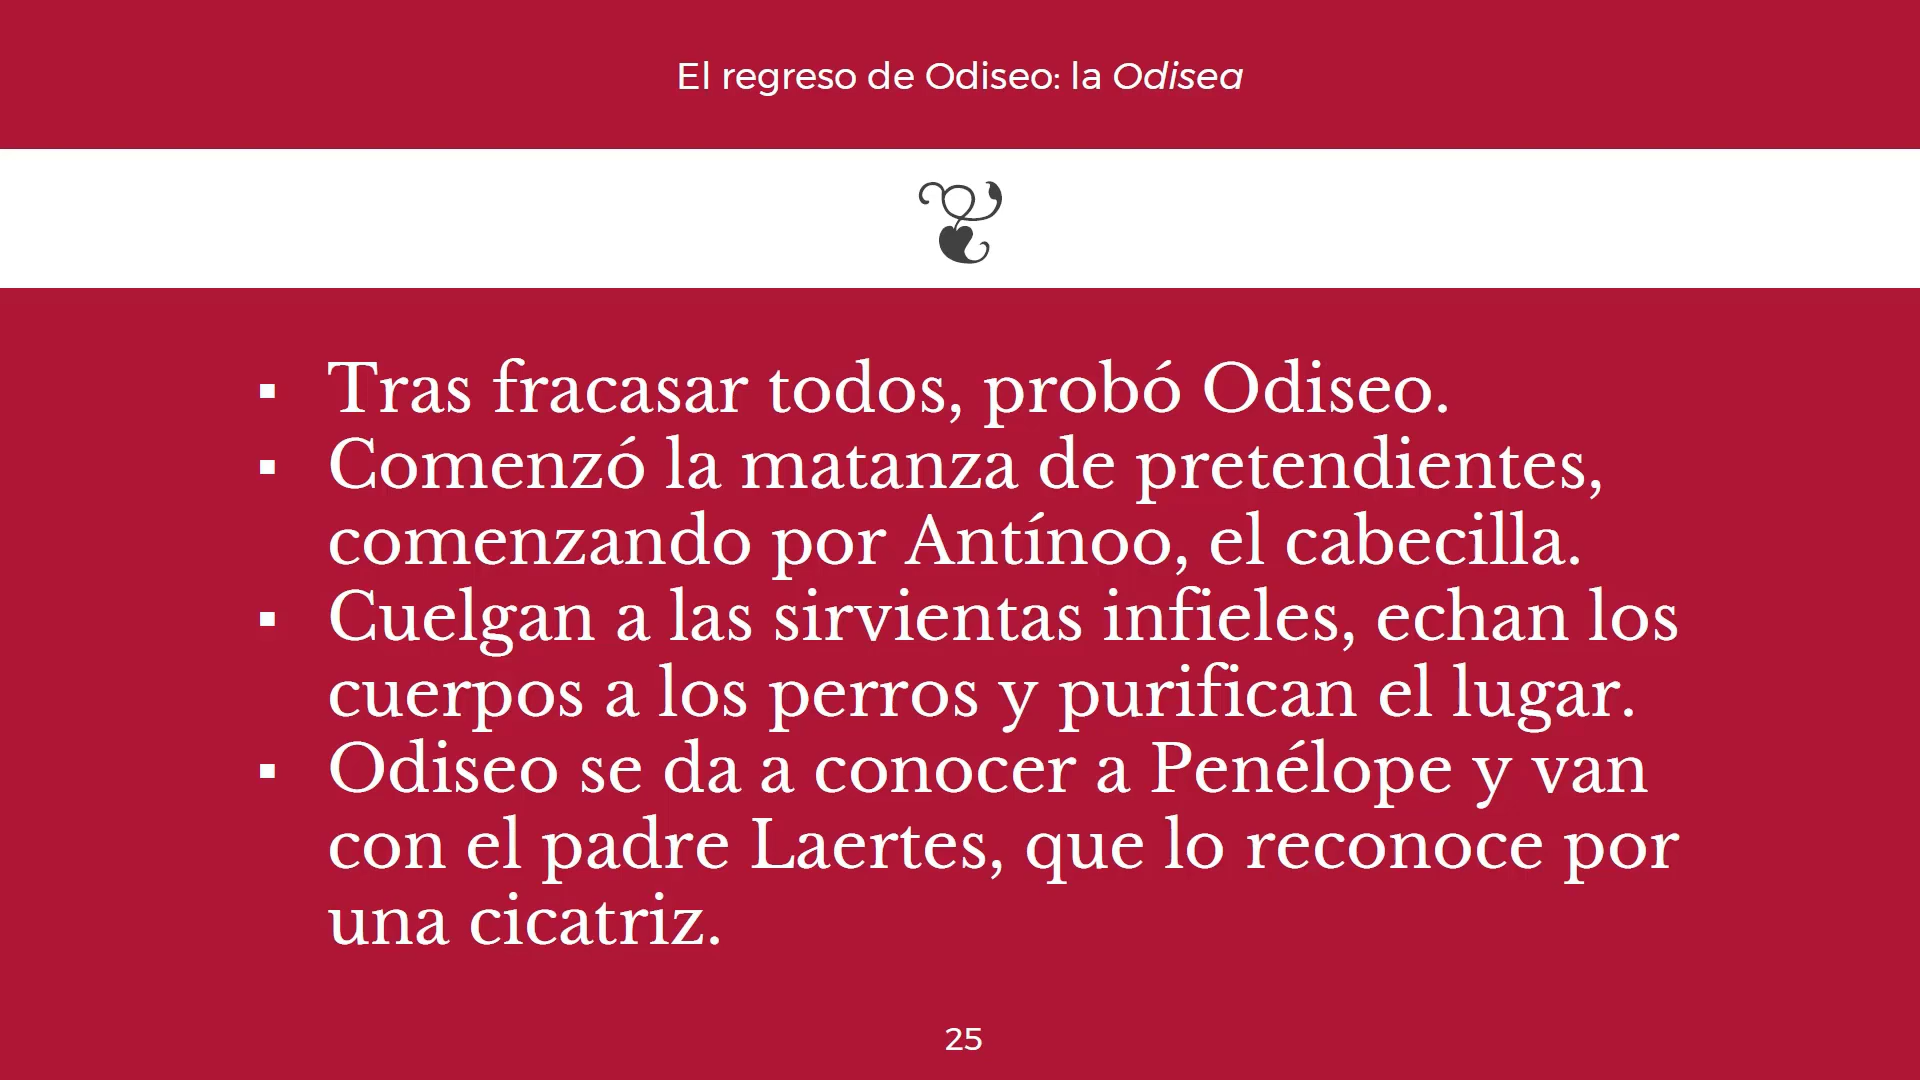 El regreso de Odiseo: la Odisea
▪ Tras fracasar todos, probó Odiseo.
▪ Comenzó la matanza de pretendientes,
comenzando por Antínoo, el cabecilla.
▪ Cuelgan a las sirvientas infieles, echan los
cuerpos a los perros y purifican el lugar.
▪ Odiseo se da a conocer a Penélope y van
con el padre Laertes, que lo reconoce por
una cicatriz.
25